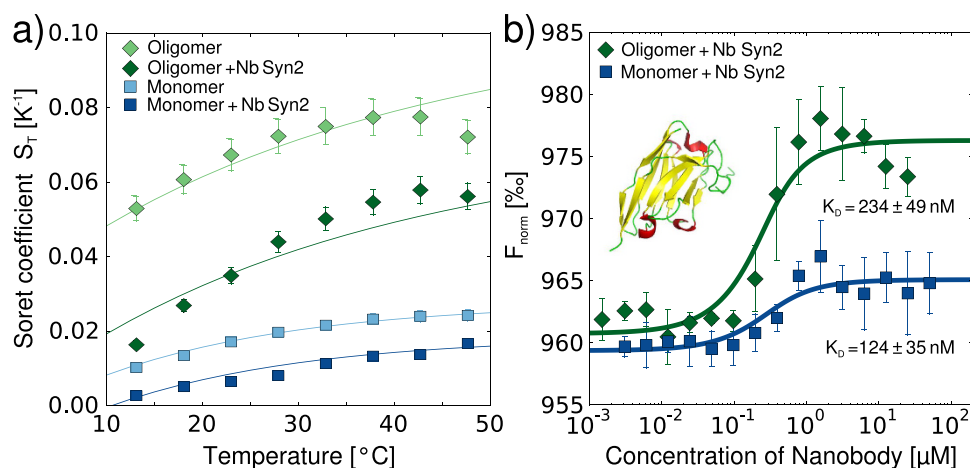 a)
Oligomer
Oligomer +Nb Syn2
Monomer
Monomer + Nb Syn2
0.10
0.08
0.06
0.04
0.02
0.00
Soret coefficient S_T [K⁻¹]
10 20 30 40 50
Temperature [°C]
b)
Oligomer + Nb Syn2
Monomer + Nb Syn2
985
980
975
970
965
960
955
F_norm [‰]
K_D = 234 ± 49 nM
K_D = 124 ± 35 nM
10⁻³ 10⁻² 10⁻¹ 10⁰ 10¹ 10²
Concentration of Nanobody [µM]